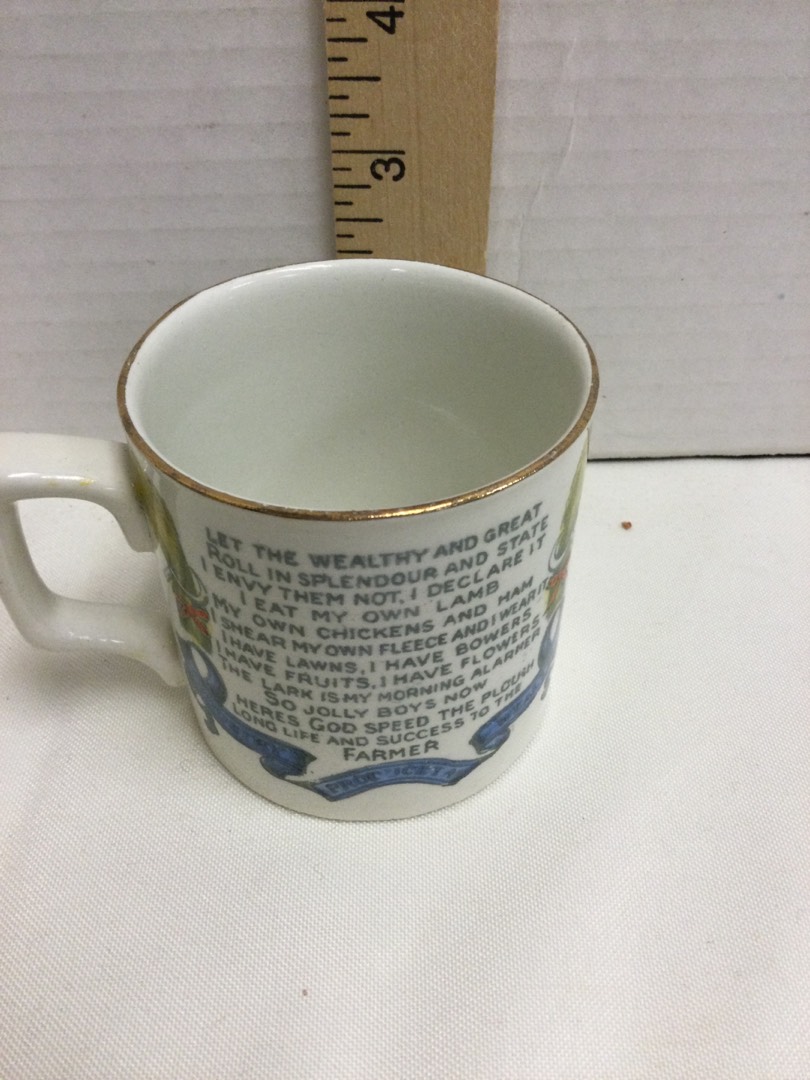 4
3
LET THE WEALTHY AND GREAT
ROLL IN SPLENDOUR AND STATE
I ENVY THEM NOT, I DECLARE IT
I EAT MY OWN LAMB
MY OWN CHICKENS AND HAM
I SHEAR MY OWN FLEECE AND I WEAR IT
I HAVE LAWNS, I HAVE BOWERS
I HAVE FRUITS, I HAVE FLOWERS
THE LARK IS MY MORNING ALARMER
SO JOLLY BOYS NOW
HERES GOD SPEED THE PLOUGH
LONG LIFE AND SUCCESS TO THE
FARMER